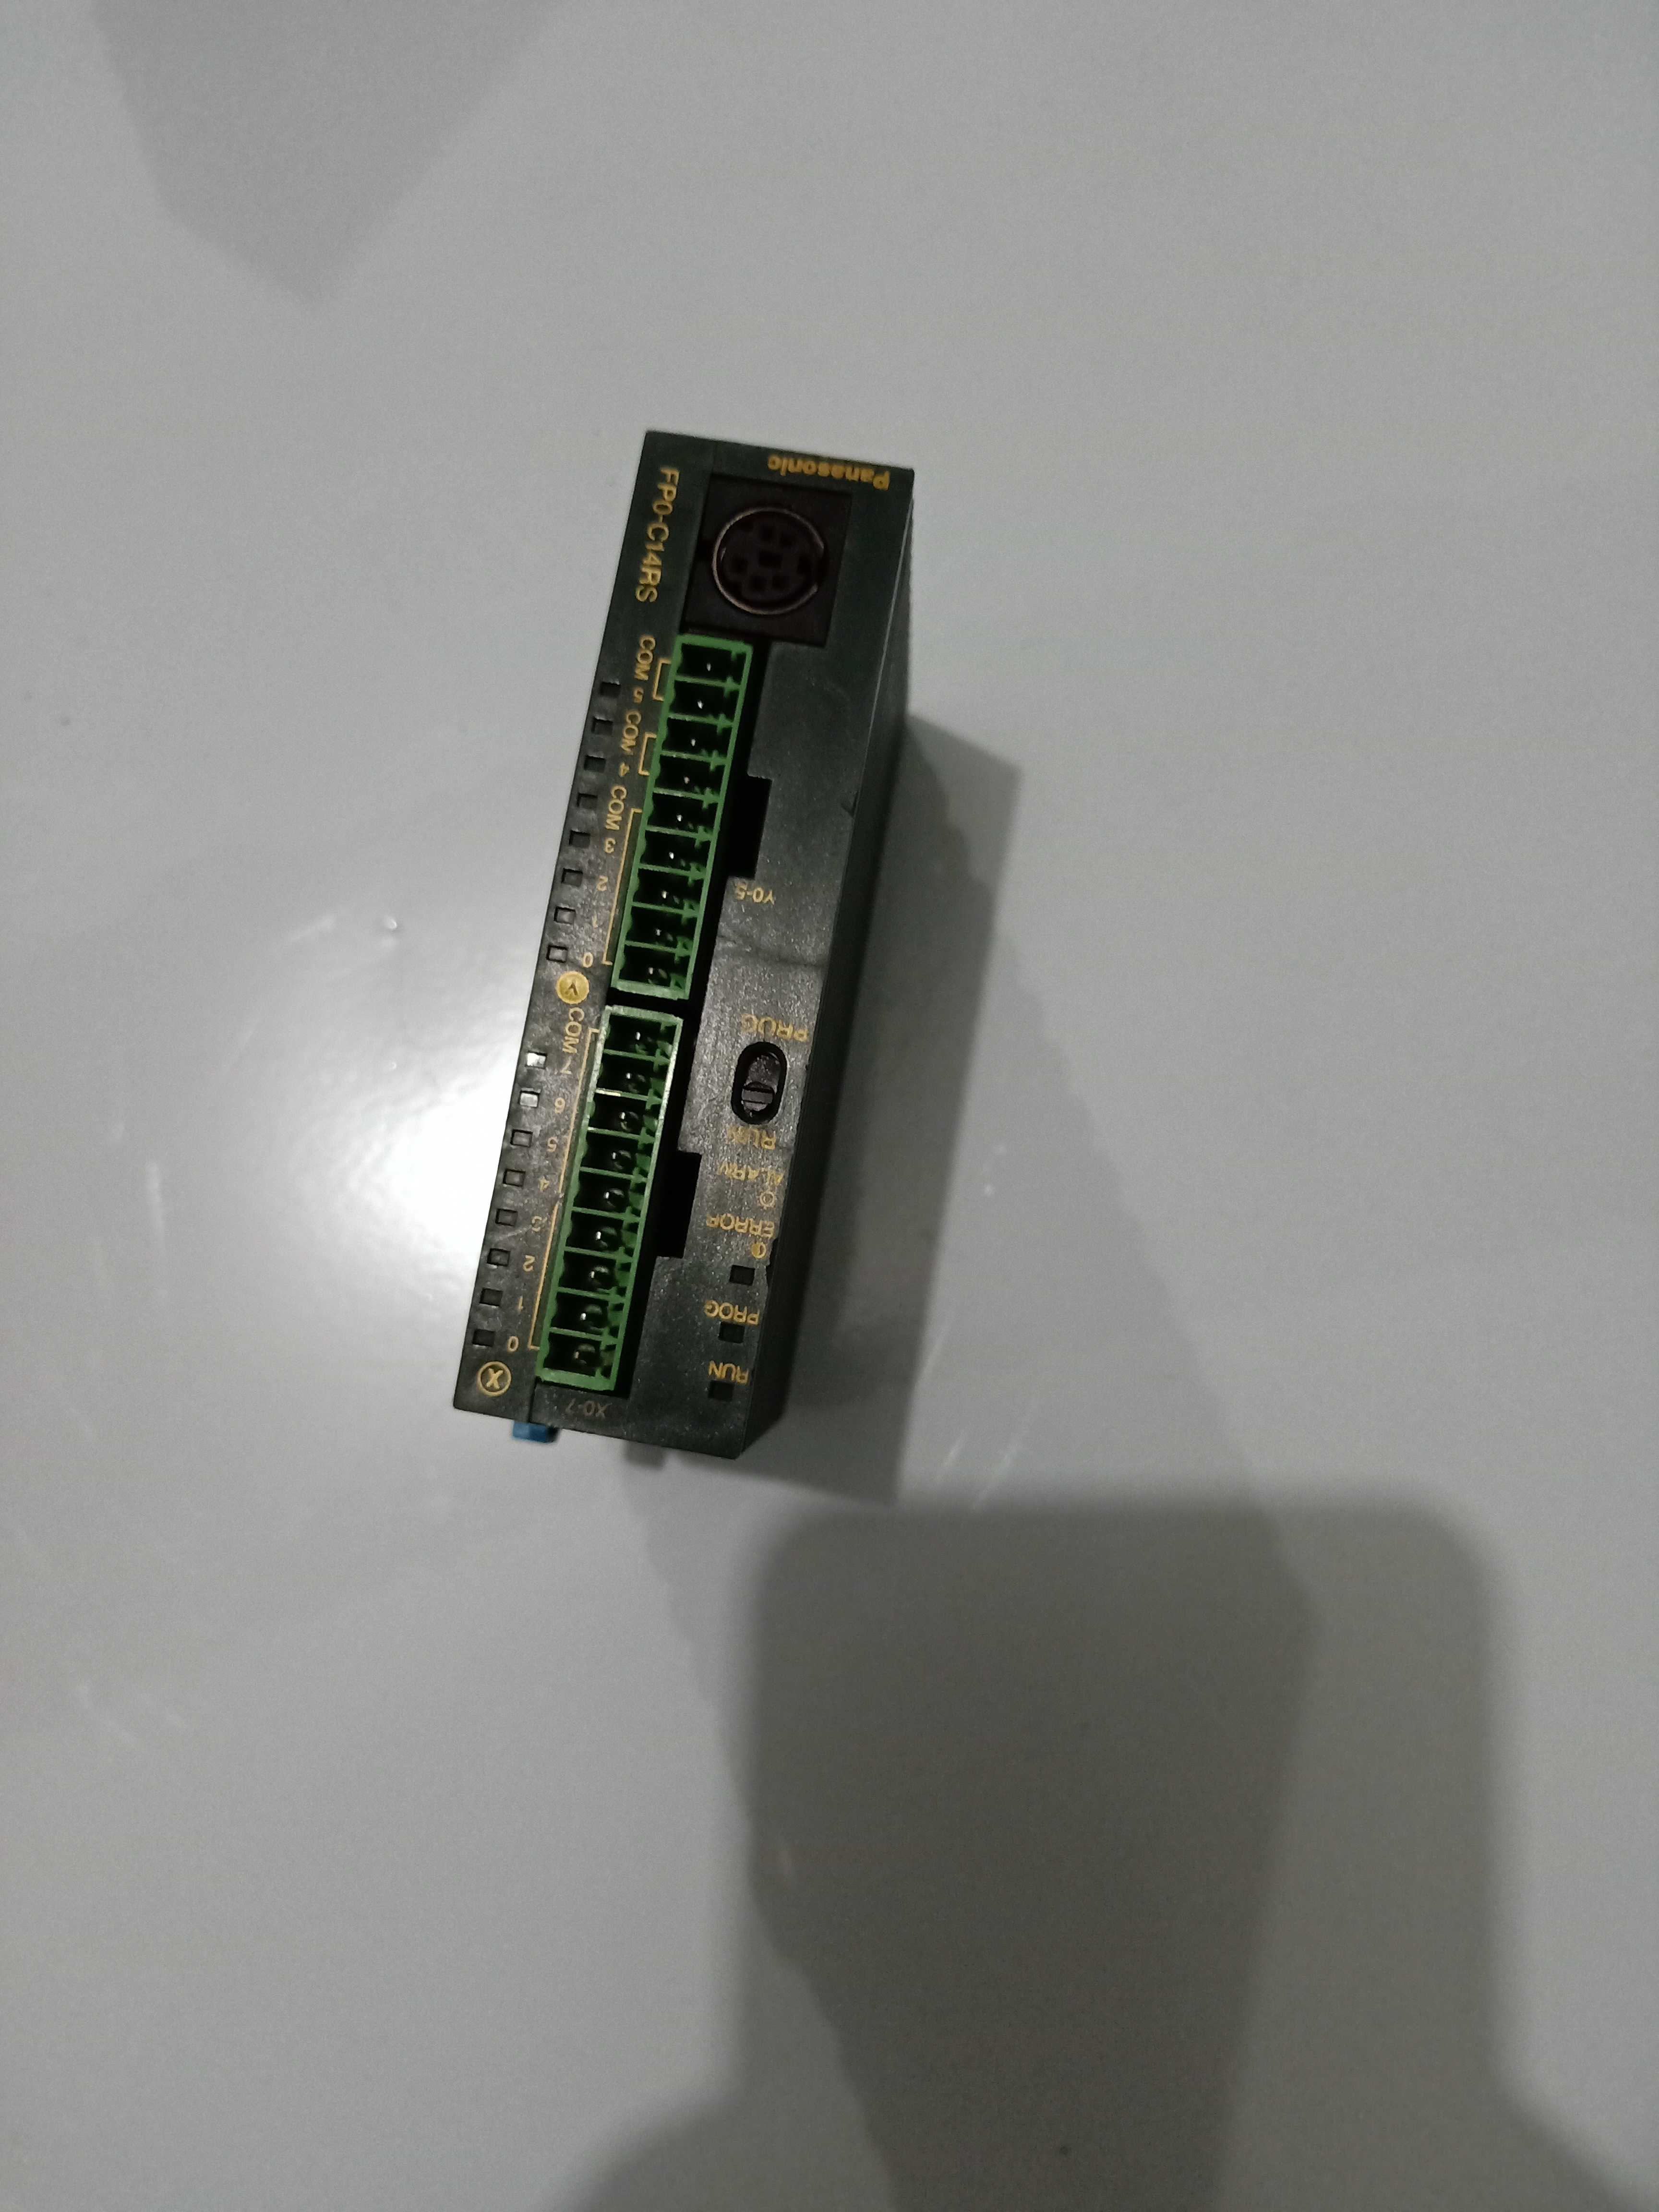 Panasonic
FP0-C14RS
RUN
PROG
ERROR
ALARM
RUN
PROG
X0-7
X
0
1
2
3
4
5
6
7
COM
Y0-5
Y
0
2
3
COM
4
COM
5
COM